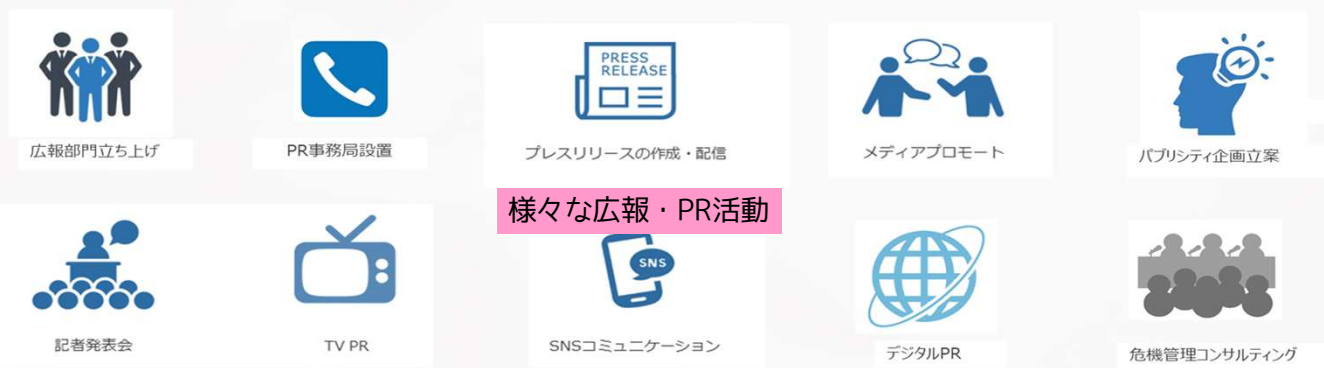 PRESS
RELEASE
広報部門立ち上げ
PR事務局設置
プレスリリースの作成・配信
メディアプロモート
パブリシティ企画立案
様々な広報・PR活動
SNS
記者発表会
TV PR
SNSコミュニケーション
デジタルPR
危機管理コンサルティング